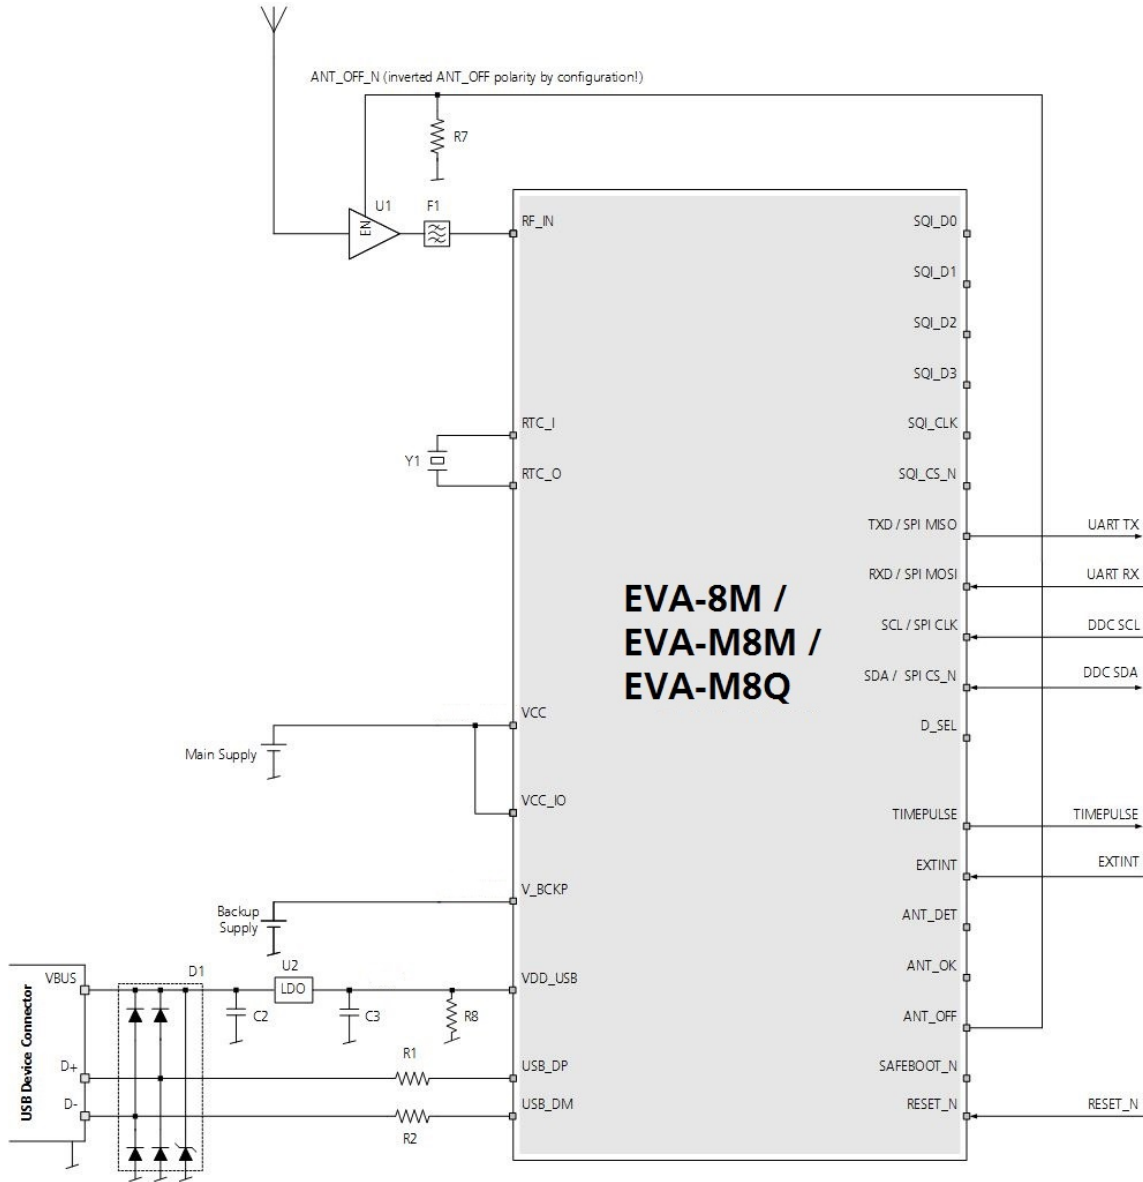 ANT_OFF_N (inverted ANT_OFF polarity by configuration!)
R7
U1
F1
EN
RF_IN
SQI_D0
SQI_D1
SQI_D2
SQI_D3
RTC_I
SQI_CLK
Y1
RTC_O
SQI_CS_N
TXD / SPI MISO
UART TX
RXD / SPI MOSI
UART RX
EVA-8M /
EVA-M8M /
EVA-M8Q
SCL / SPI CLK
DDC SCL
SDA / SPI CS_N
DDC SDA
VCC
D_SEL
Main Supply
VCC_IO
TIMEPULSE
TIMEPULSE
EXTINT
EXTINT
V_BCKP
Backup
Supply
ANT_DET
ANT_OK
VBUS
D1
U2
LDO
VDD_USB
C2
C3
R8
ANT_OFF
USB Device Connector
D+
R1
USB_DP
SAFEBOOT_N
D-
R2
USB_DM
RESET_N
RESET_N